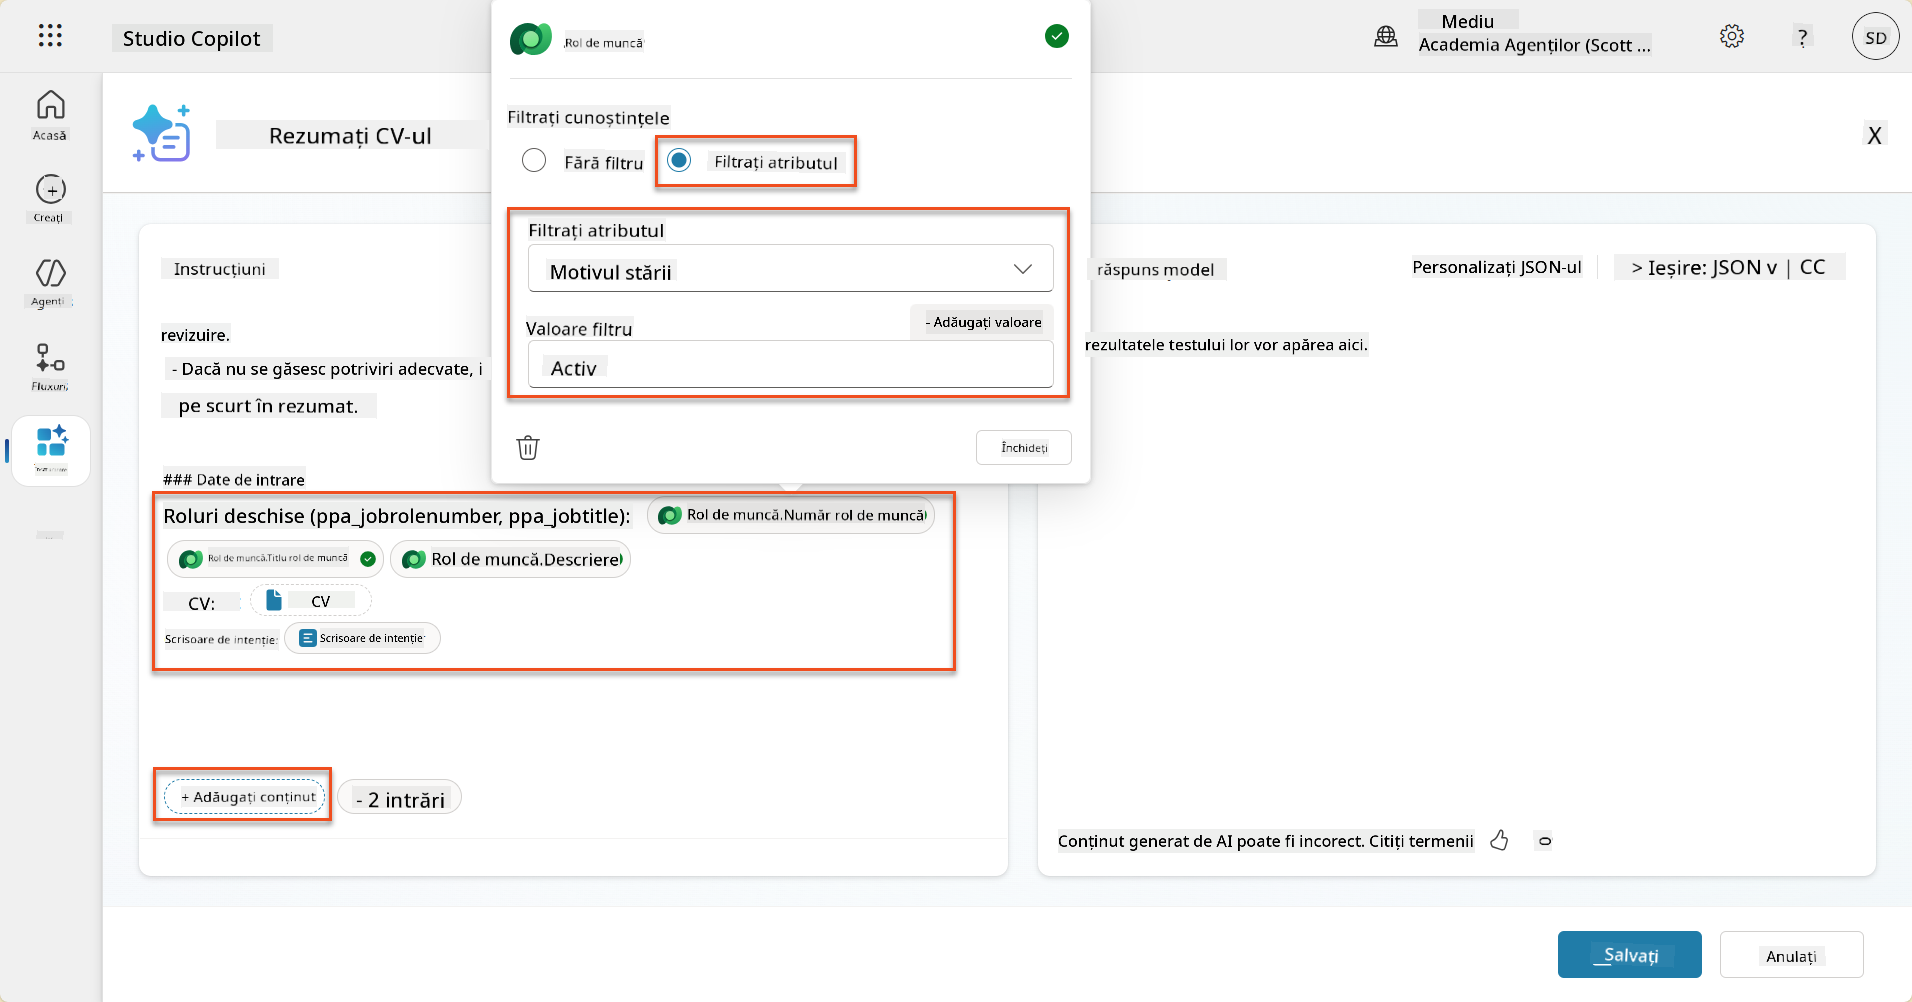 Studio Copilot
Rol de muncă
Mediu
Academia Agenților (Scott ...
?
SD
Acasă
Creați
Agenti
Fluxuri
Rezumați CV-ul
X
Filtrați cunoștințele
Fără filtru
Filtrați atributul
Filtrați atributul
Motivul stării
Valoare filtru
- Adăugați valoare
Activ
Închideți
Instrucțiuni
revizuire.
- Dacă nu se găsesc potriviri adecvate, i
pe scurt în rezumat.
### Date de intrare
Roluri deschise (ppa_jobrolenumber, ppa_jobtitle):
Rol de muncă.Număr rol de muncă
Rol de muncă.Titlu rol de muncă
Rol de muncă.Descriere
CV:
CV
Scrisoare de intenție:
Scrisoare de intenție
+ Adăugați conținut
- 2 intrări
răspuns model
Personalizați JSON-ul
> Ieșire: JSON v | CC
rezultatele testului lor vor apărea aici.
Conținut generat de AI poate fi incorect. Citiți termenii
Salvați
Anulați